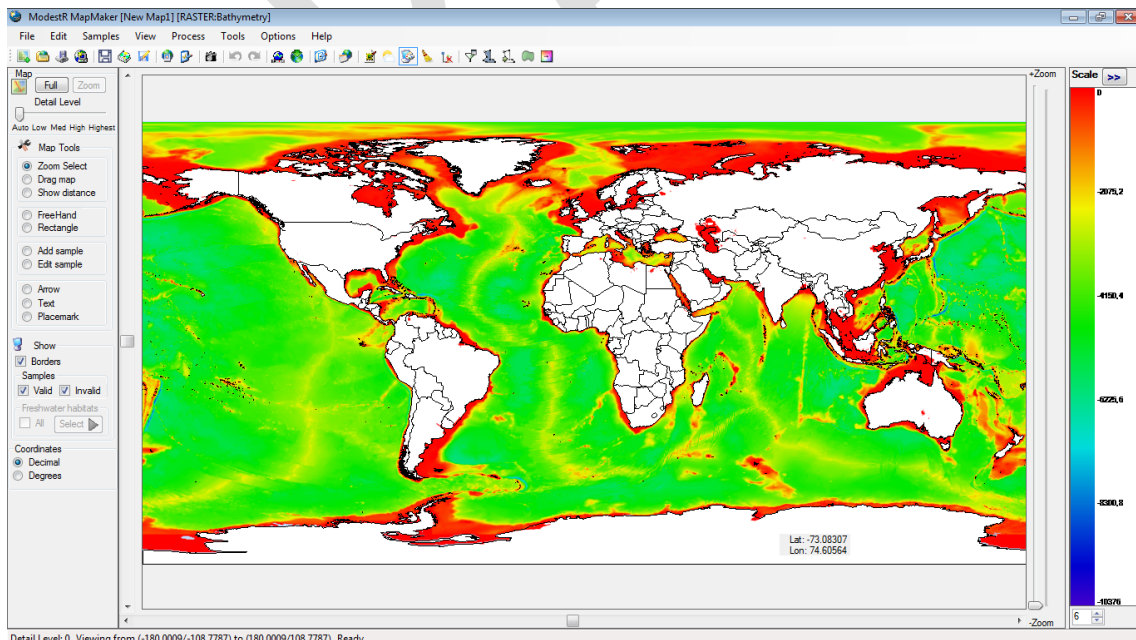 ModestR MapMaker [New Map1] [RASTER:Bathymetry]
File Edit Samples View Process Tools Options Help
Map
Full Zoom
Detail Level
Auto Low Med High Highest
Map Tools
Zoom Select
Drag map
Show distance
FreeHand
Rectangle
Add sample
Edit sample
Arrow
Text
Placemark
Show
Borders
Samples
Valid Invalid
Freshwater habitats
All Select
Coordinates
Decimal
Degrees
Lat: -73.08307
Lon: 74.60564
+Zoom
-Zoom
Scale >>
0
-2075,2
-4150,4
-6225,6
-8300,8
-10376
6
Detail Level: 0 Viewing from (-180.0009/-108.7787) to (180.0009/108.7787) Ready